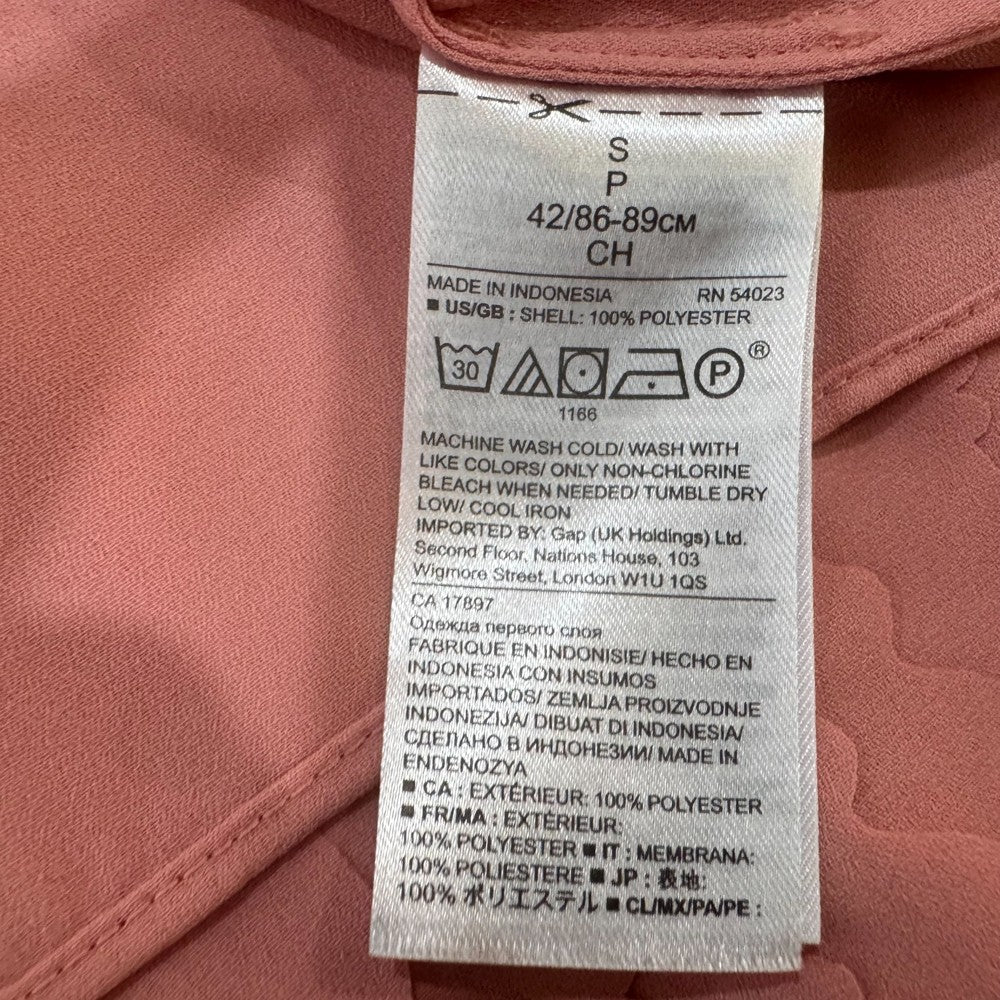 S
P
42/86-89CM
CH
MADE IN INDONESIA RN 54023
■ US/GB : SHELL: 100% POLYESTER
30 P ®
1166
MACHINE WASH COLD/ WASH WITH
LIKE COLORS/ ONLY NON-CHLORINE
BLEACH WHEN NEEDED/ TUMBLE DRY
LOW/ COOL IRON
IMPORTED BY: Gap (UK Holdings) Ltd.
Second Floor, Nations House, 103
Wigmore Street, London W1U 1QS
CA 17897
Одежда первого слоя
FABRIQUE EN INDONISIE/ HECHO EN
INDONESIA CON INSUMOS
IMPORTADOS/ ZEMLJA PROIZVODNJE
INDONEZIJA/ DIBUAT DI INDONESIA/
СДЕЛАНО В ИНДОНЕЗИИ/ MADE IN
ENDENOZYA
■ CA : EXTÉRIEUR: 100% POLYESTER
■ FR/MA : EXTÉRIEUR:
100% POLYESTER ■ IT : MEMBRANA:
100% POLIESTERE ■ JP : 表地:
100% ポリエステル ■ CL/MX/PA/PE :